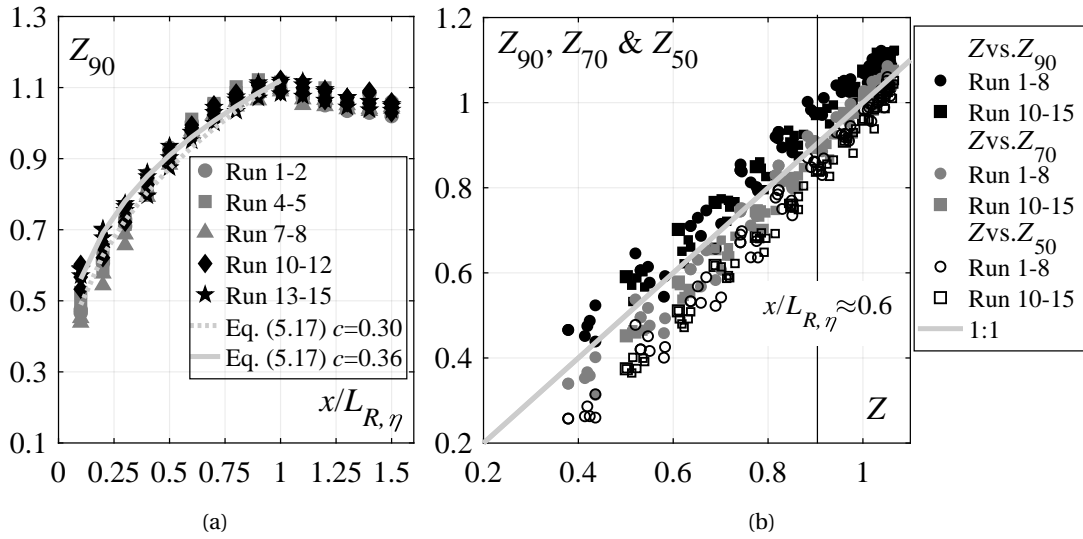 1.3
1.1
0.9
0.7
0.5
0.3
0.1
Z90
Run 1-2
Run 4-5
Run 7-8
Run 10-12
Run 13-15
Eq. (5.17) c=0.30
Eq. (5.17) c=0.36
x/LR, η
0 0.25 0.5 0.75 1 1.25 1.5
(a)
1.2
1.0
0.8
0.6
0.4
0.2
Z90, Z70 & Z50
x/LR, η≈0.6
Z
0.2 0.4 0.6 0.8 1
(b)
Zvs.Z90
Run 1-8
Run 10-15
Zvs.Z70
Run 1-8
Run 10-15
Zvs.Z50
Run 1-8
Run 10-15
1:1